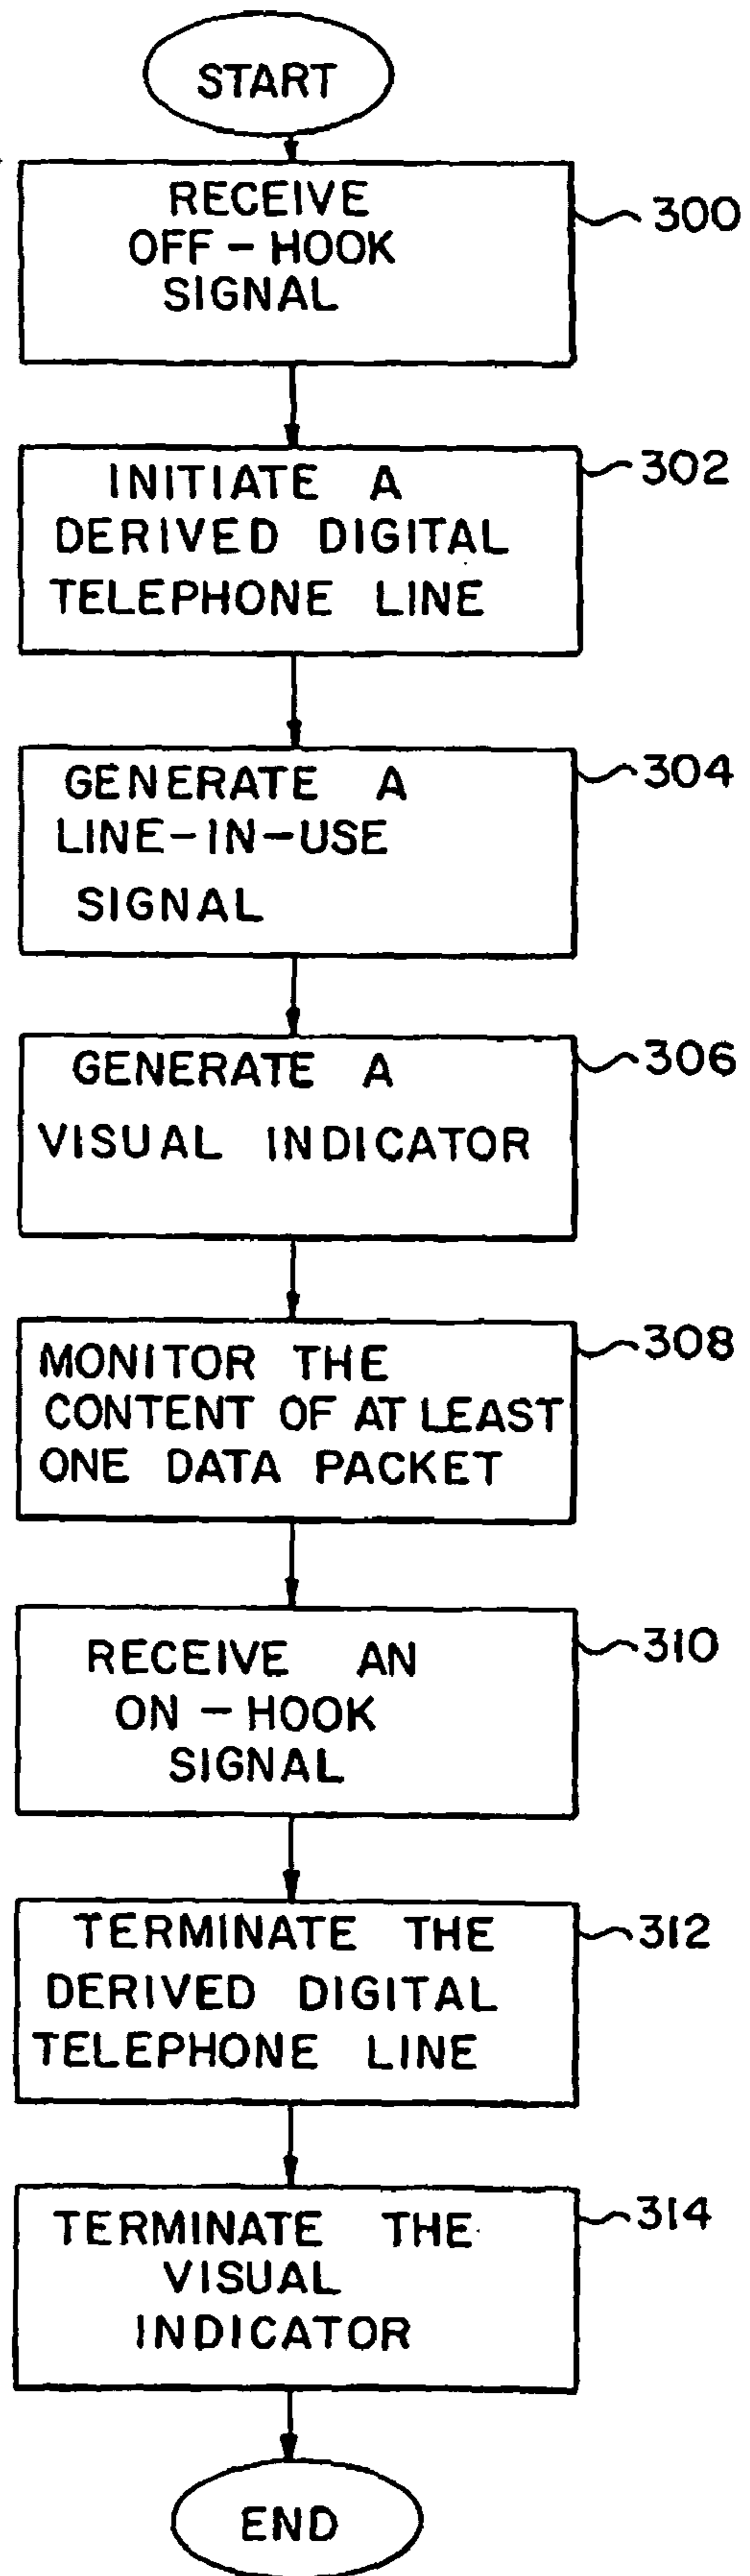 START
RECEIVE
OFF-HOOK
SIGNAL
300
INITIATE A
DERIVED DIGITAL
TELEPHONE LINE
302
GENERATE A
LINE-IN-USE
SIGNAL
304
GENERATE A
VISUAL INDICATOR
306
MONITOR THE
CONTENT OF AT LEAST
ONE DATA PACKET
308
RECEIVE AN
ON-HOOK
SIGNAL
310
TERMINATE THE
DERIVED DIGITAL
TELEPHONE LINE
312
TERMINATE THE
VISUAL
INDICATOR
314
END